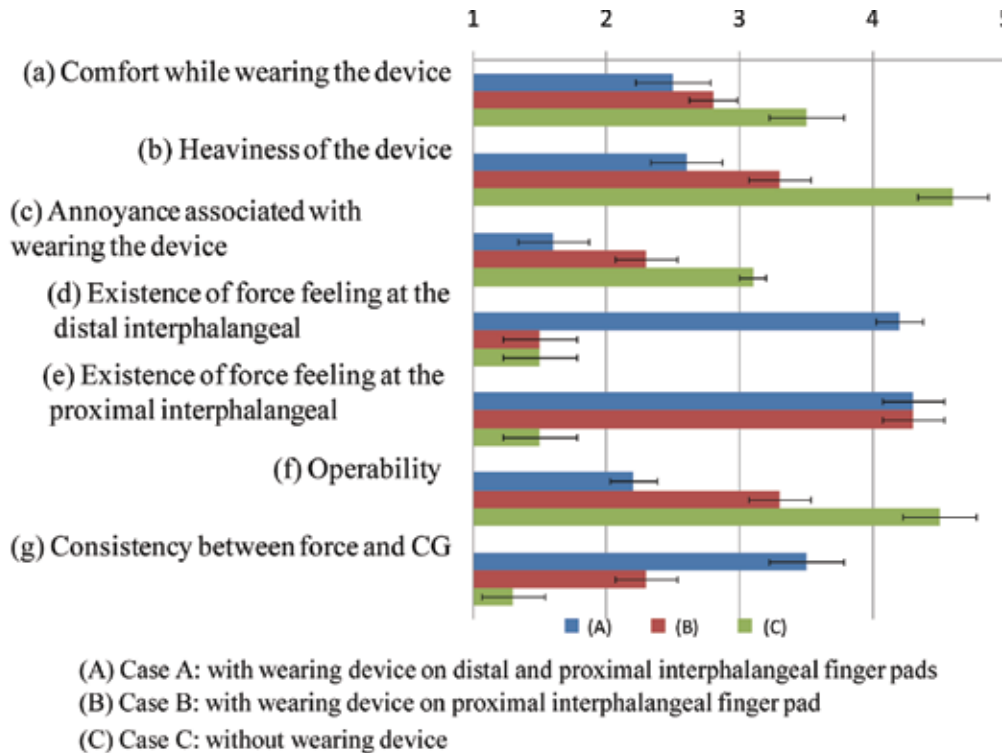 1 2 3 4 5
(a) Comfort while wearing the device
(b) Heaviness of the device
(c) Annoyance associated with
wearing the device
(d) Existence of force feeling at the
distal interphalangeal
(e) Existence of force feeling at the
proximal interphalangeal
(f) Operability
(g) Consistency between force and CG
(A) (B) (C)
(A) Case A: with wearing device on distal and proximal interphalangeal finger pads
(B) Case B: with wearing device on proximal interphalangeal finger pad
(C) Case C: without wearing device